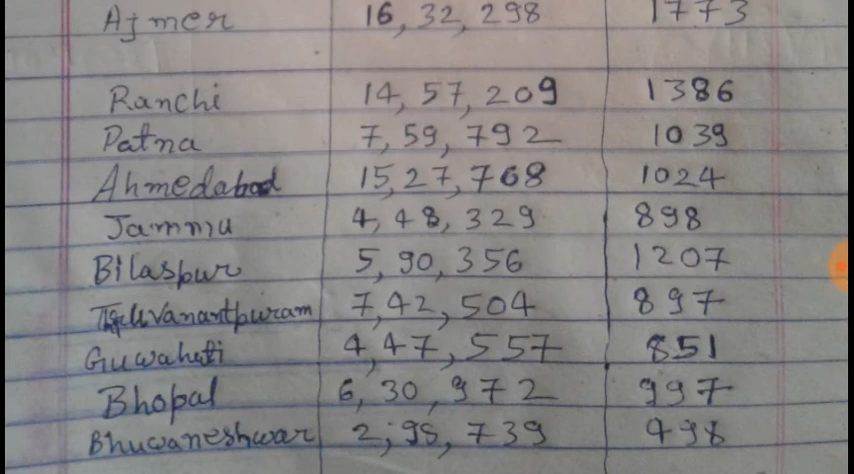 Ajmer 16,32,298 1773
Ranchi 14,57,209 1386
Patna 7,59,792 1039
Ahmedabad 15,27,768 1024
Jammu 4,48,329 898
Bilaspur 5,90,356 1207
7,42,504 897
Guwahati 4,47,557 851
Bhopal 6,30,972 997
Bhuwaneshwar 2,98,739 498